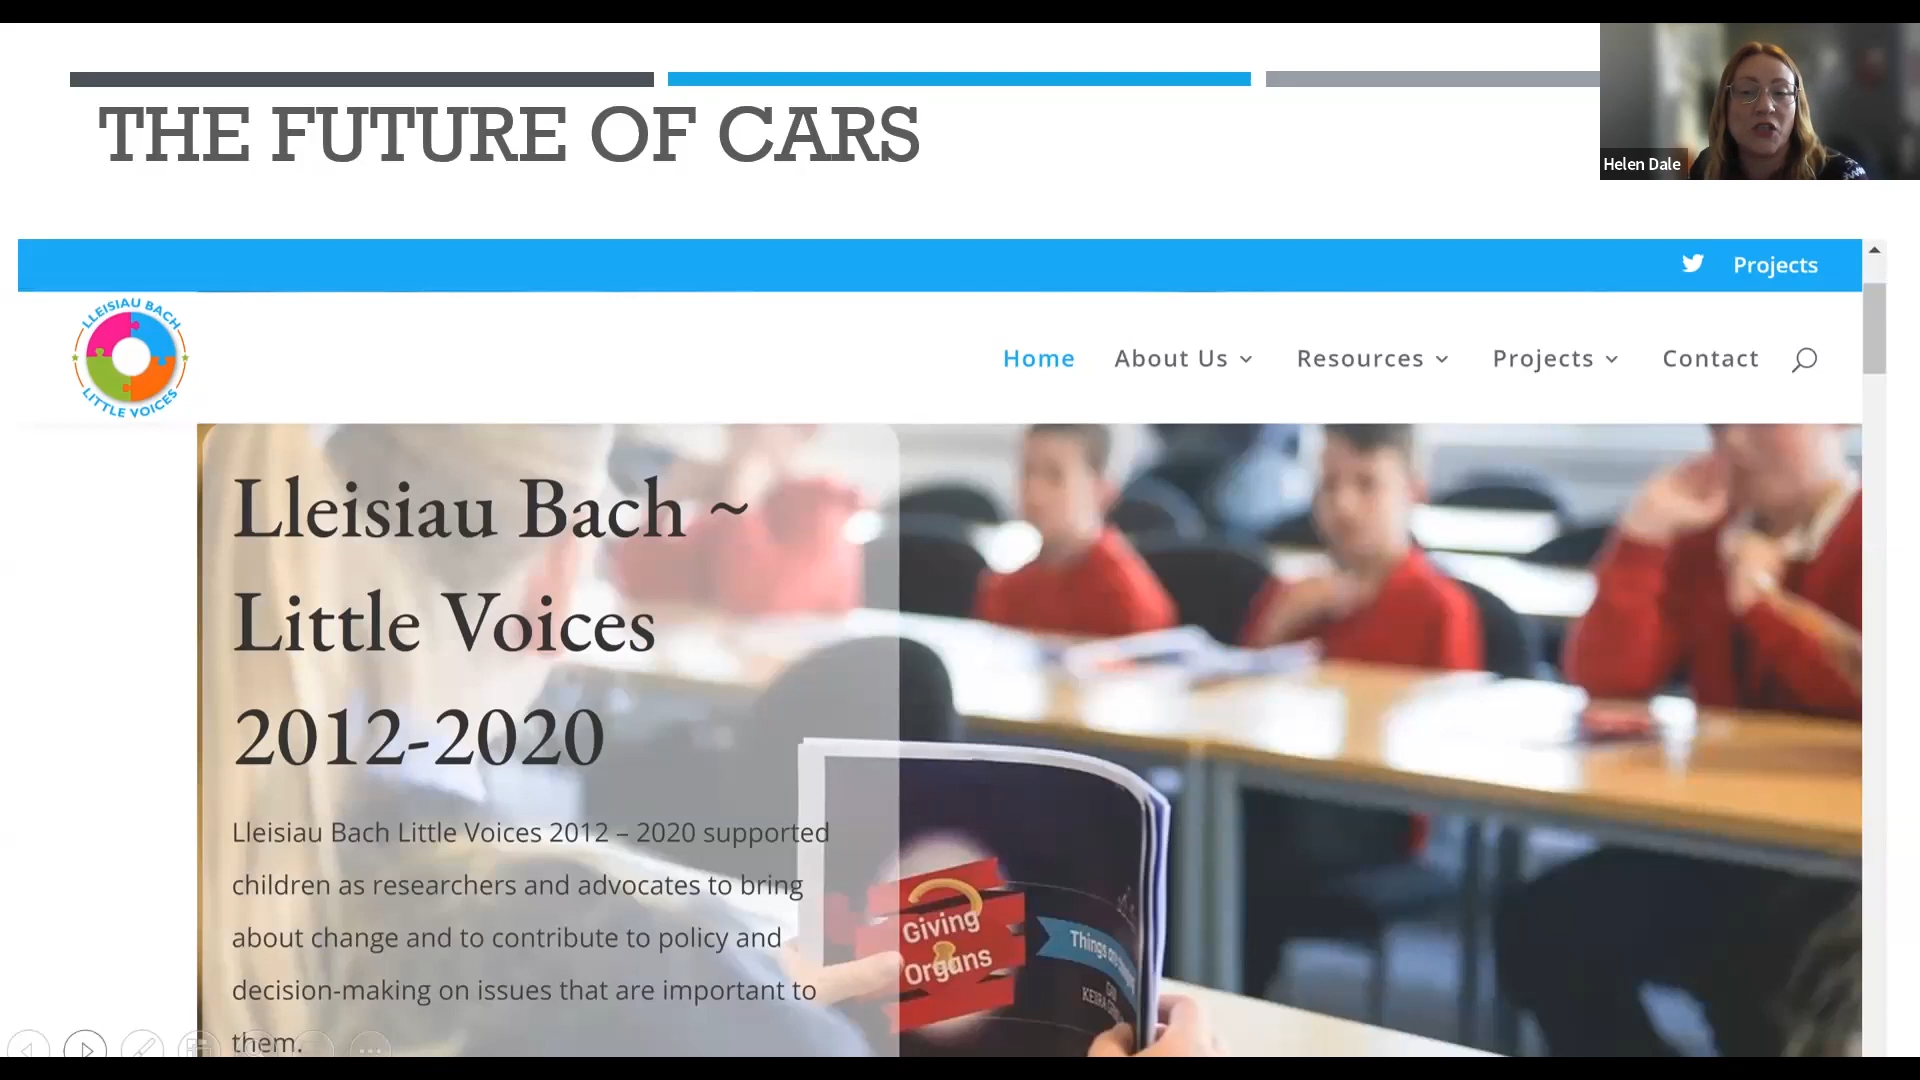 THE FUTURE OF CARS
Helen Dale
Projects
LLEISIAU BACH
LITTLE VOICES
Home About Us Resources Projects Contact
Lleisiau Bach ~
Little Voices
2012-2020
Lleisiau Bach Little Voices 2012 – 2020 supported
children as researchers and advocates to bring
about change and to contribute to policy and
decision-making on issues that are important to
them.
Giving
Organs
Things are